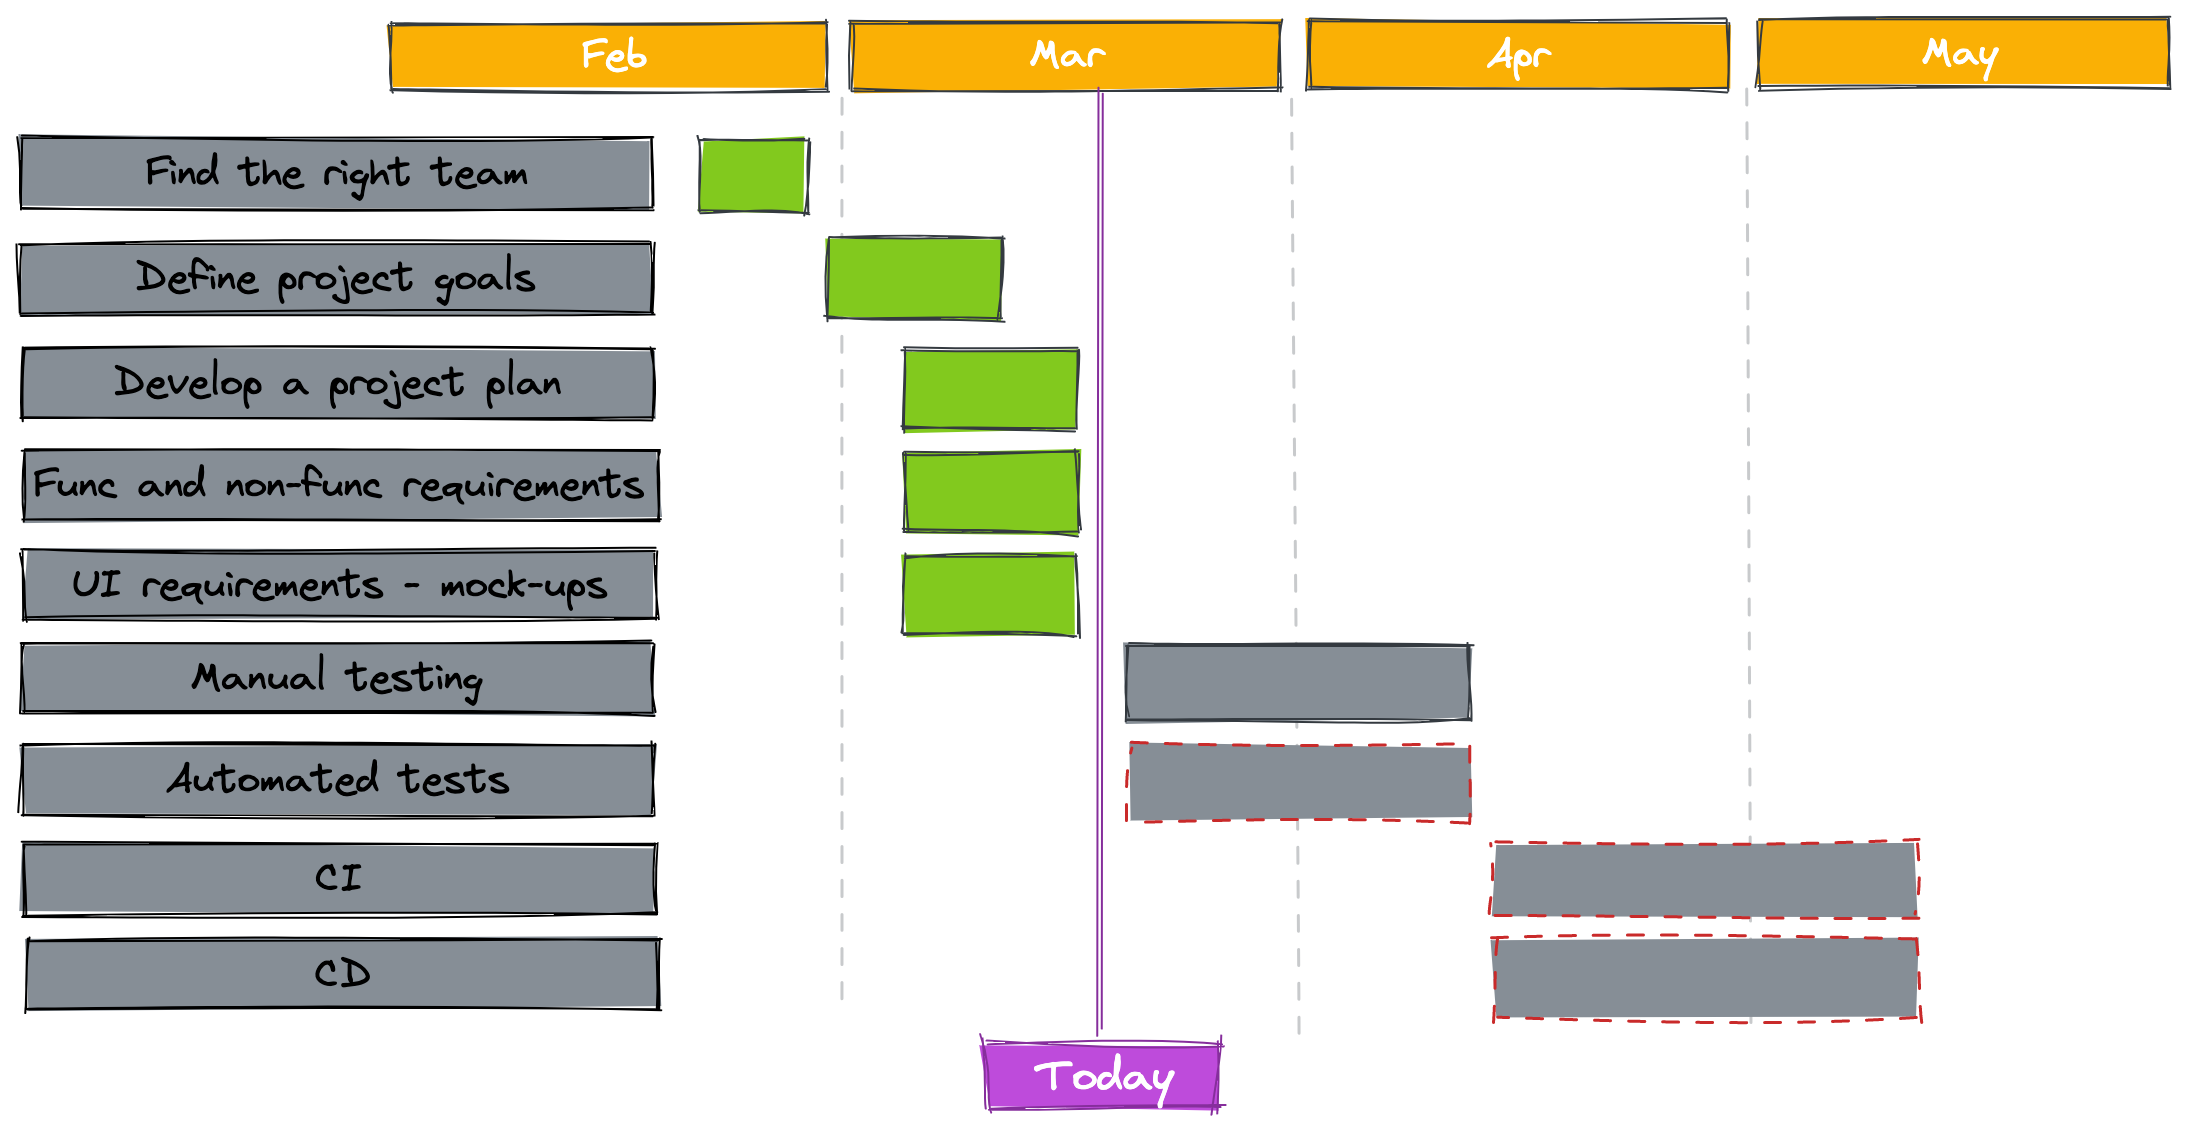 Feb
Mar
Apr
May
Find the right team
Define project goals
Develop a project plan
Func and non-func requirements
UI requirements - mock-ups
Manual testing
Automated tests
CI
CD
Today